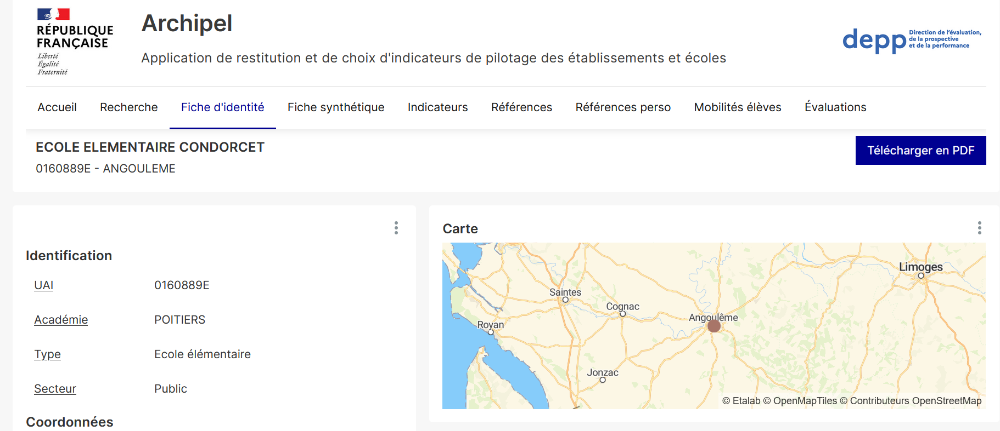 RÉPUBLIQUE
FRANÇAISE
Liberté
Égalité
Fraternité
Archipel
Application de restitution et de choix d'indicateurs de pilotage des établissements et écoles
depp
Direction de l'évaluation,
de la prospective
et de la performance
Accueil Recherche Fiche d'identité Fiche synthétique Indicateurs Références Références perso Mobilités élèves Évaluations
ECOLE ELEMENTAIRE CONDORCET
0160889E - ANGOULEME
Télécharger en PDF
Identification
UAI 0160889E
Académie POITIERS
Type Ecole élémentaire
Secteur Public
Coordonnées
Carte
Limoges
Saintes
Cognac
Angoulême
Royan
Jonzac
© Etalab © OpenMapTiles © Contributeurs OpenStreetMap